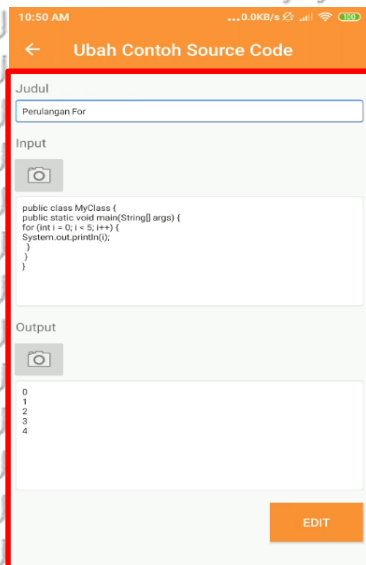 10:50 AM
...0.0KB/s
100
Ubah Contoh Source Code
Judul
Perulangan For
Input
public class MyClass {
public static void main(String[] args) {
for (int i = 0; i < 5; i++) {
System.out.println(i);
}
}
}
Output
0
1
2
3
4
EDIT